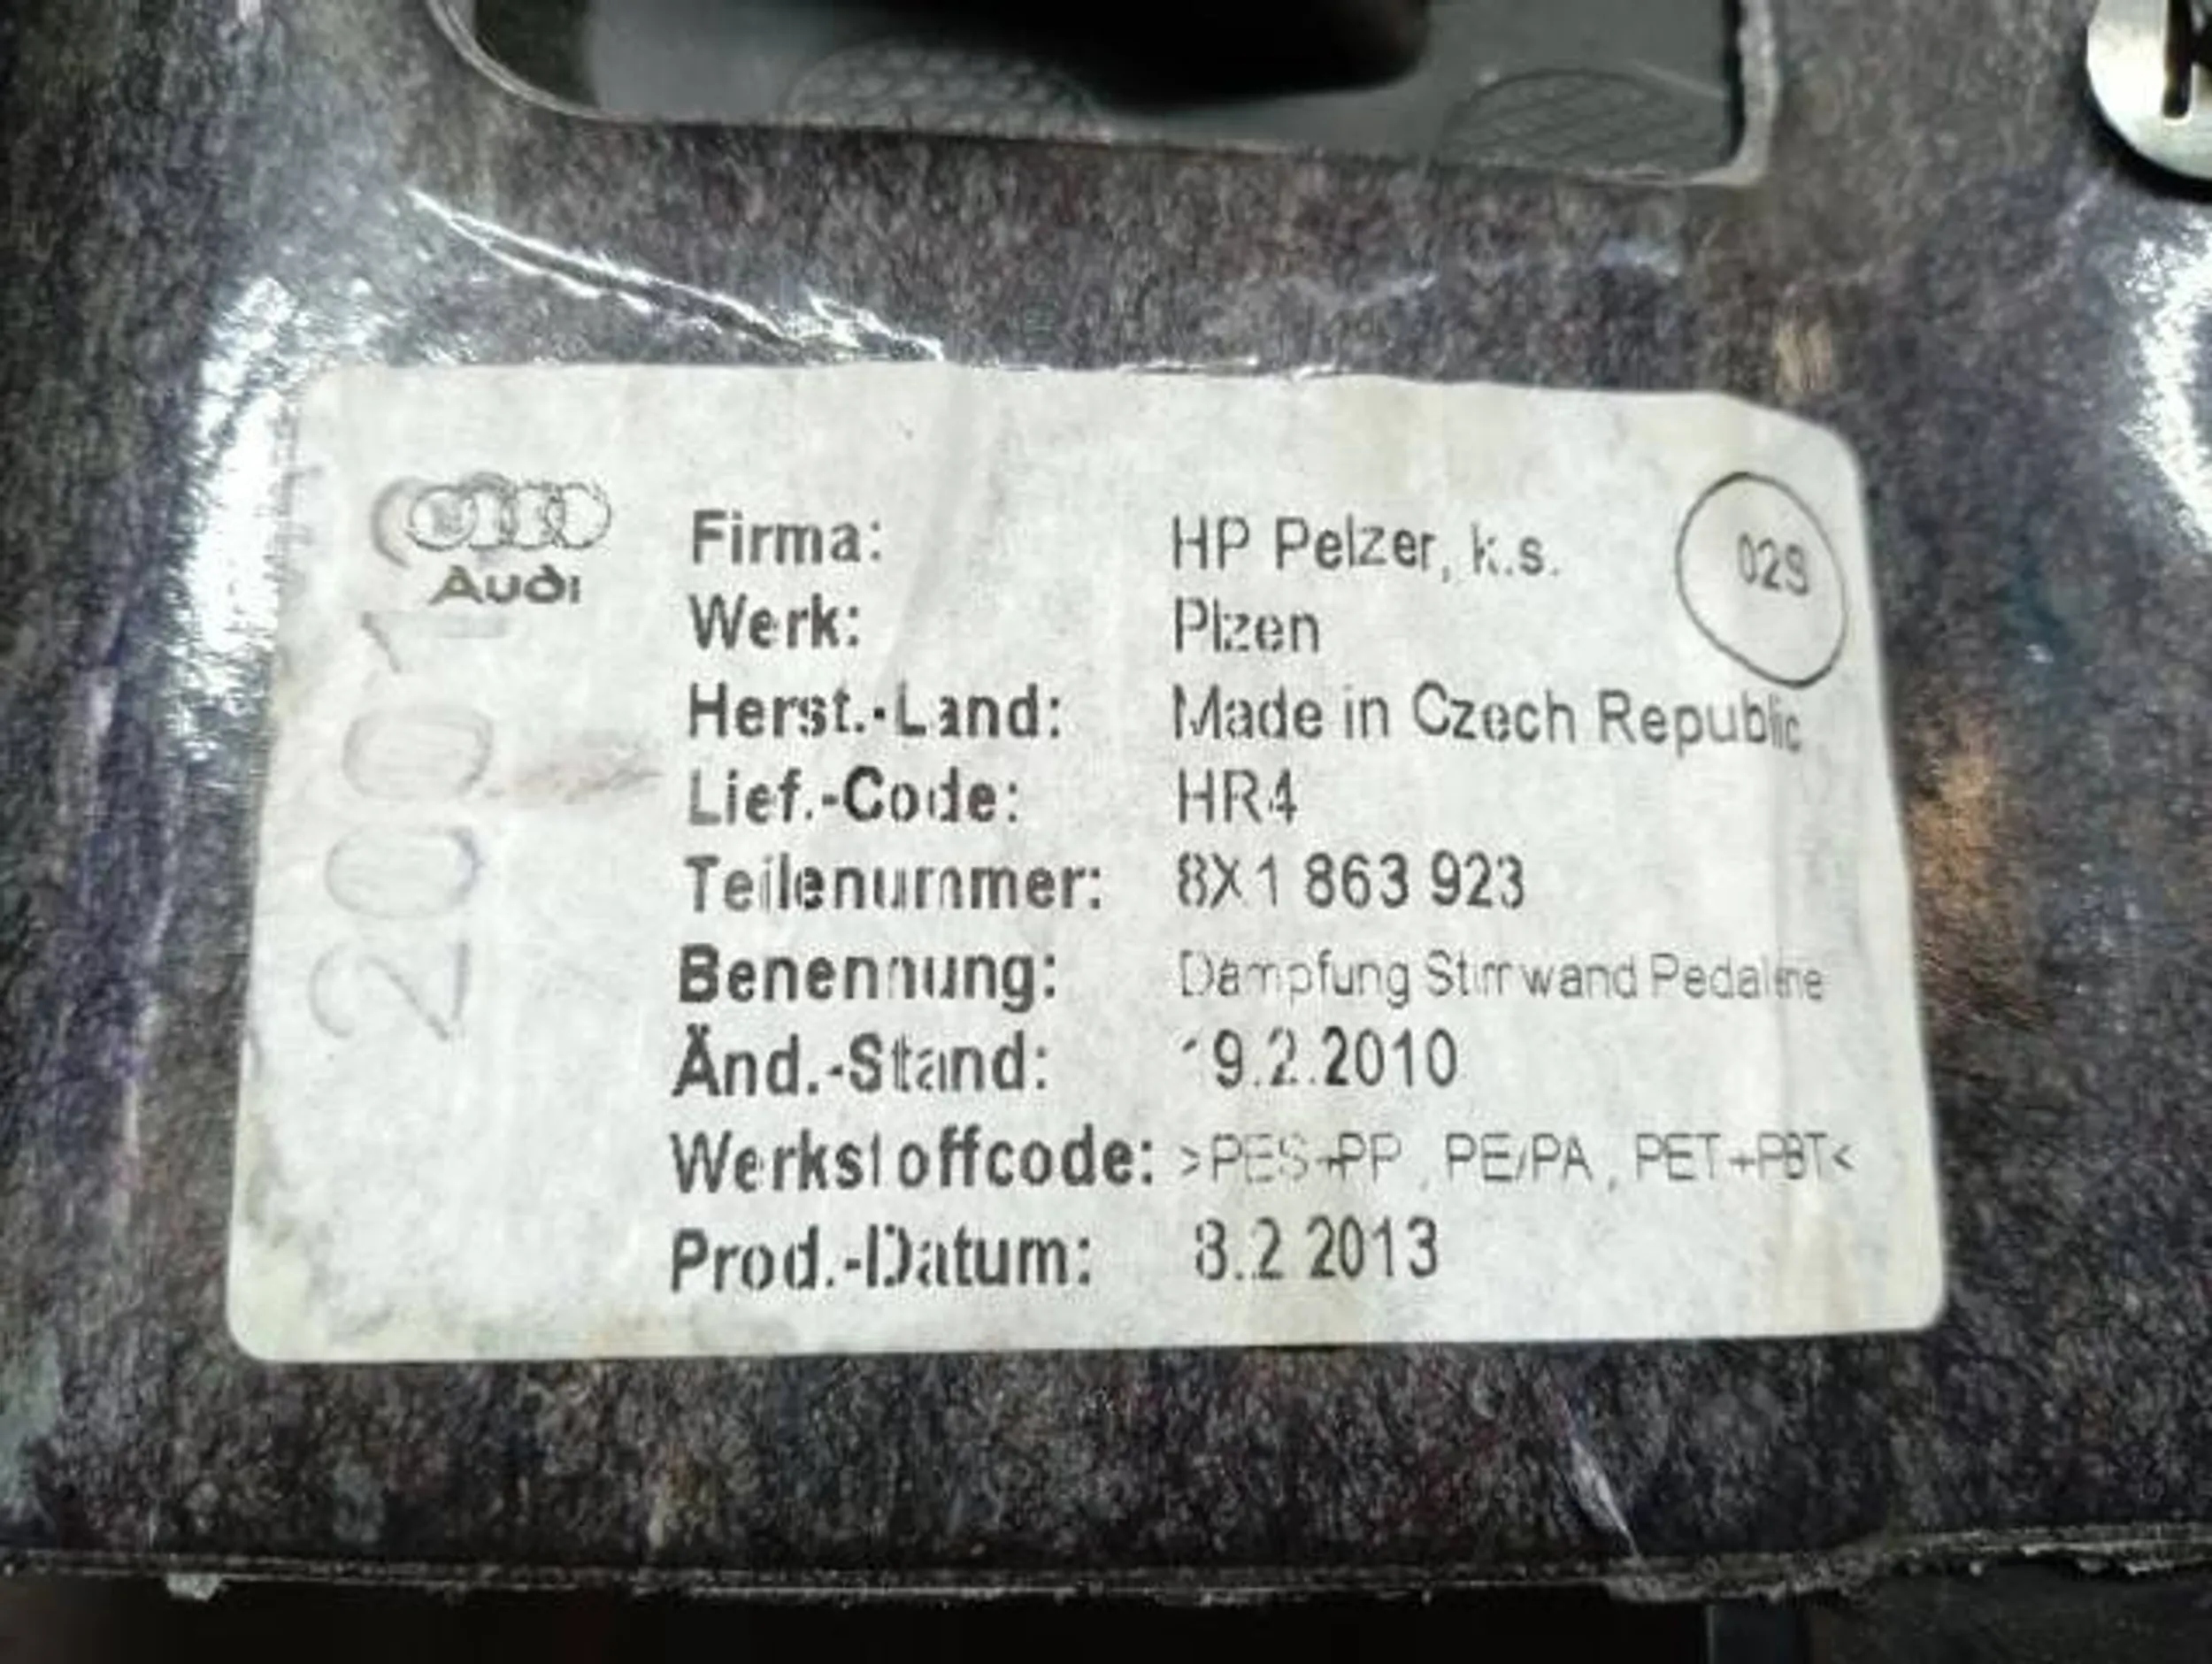 Audi
02S
Firma: HP Pelzer, k.s.
Werk: Plzen
Herst.-Land: Made in Czech Republic
Lief.-Code: HR4
Teilenummer: 8X1 863 923
Benennung: Dämpfung Stirnwand Pedalerie
Änd.-Stand: 19.2.2010
Werkstoffcode: >PES+PP, PE/PA, PET+PBT<
Prod.-Datum: 8.2 2013